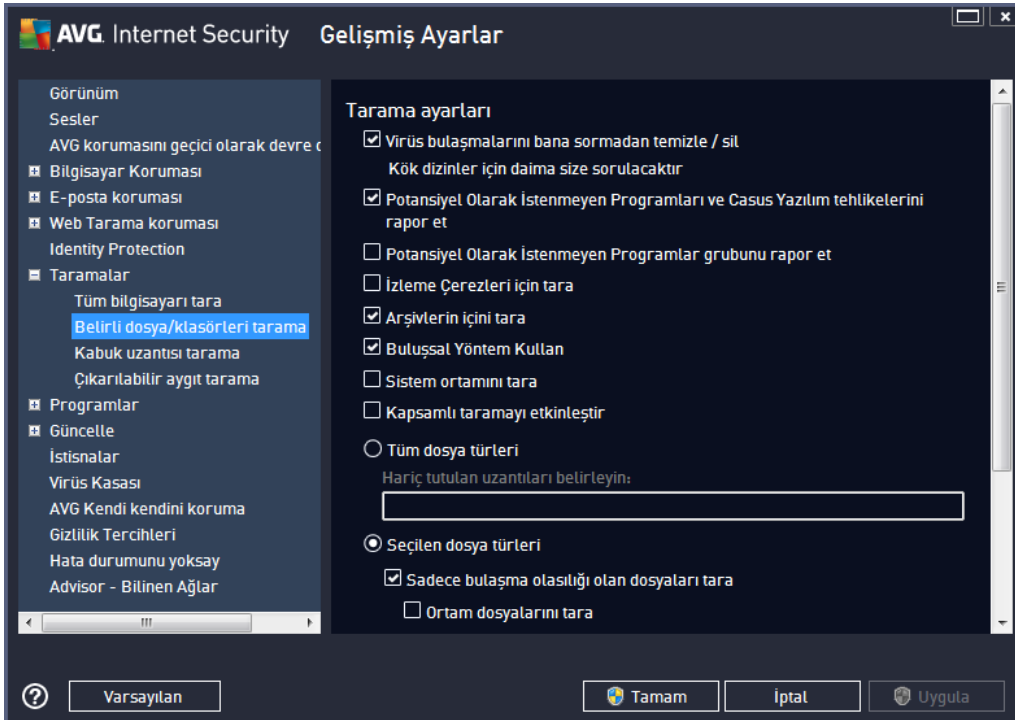 AVG. Internet Security Gelişmiş Ayarlar
Görünüm
Sesler
AVG korumasını geçici olarak devre
Bilgisayar Koruması
E-posta koruması
Web Tarama koruması
Identity Protection
Taramalar
Tüm bilgisayarı tara
Belirli dosya/klasörleri tarama
Kabuk uzantısı tarama
Çıkarılabilir aygıt tarama
Programlar
Güncelle
İstisnalar
Virüs Kasası
AVG Kendi kendini koruma
Gizlilik Tercihleri
Hata durumunu yoksay
Advisor - Bilinen Ağlar
Tarama ayarları
Virüs bulaşmalarını bana sormadan temizle / sil
Kök dizinler için daima size sorulacaktır
Potansiyel Olarak İstenmeyen Programları ve Casus Yazılım tehlikelerini
rapor et
Potansiyel Olarak İstenmeyen Programlar grubunu rapor et
İzleme Çerezleri için tara
Arşivlerin içini tara
Buluşsal Yöntem Kullan
Sistem ortamını tara
Kapsamlı taramayı etkinleştir
Tüm dosya türleri
Hariç tutulan uzantıları belirleyin:
Seçilen dosya türleri
Sadece bulaşma olasılığı olan dosyaları tara
Ortam dosyalarını tara
Varsayılan
Tamam
İptal
Uygula